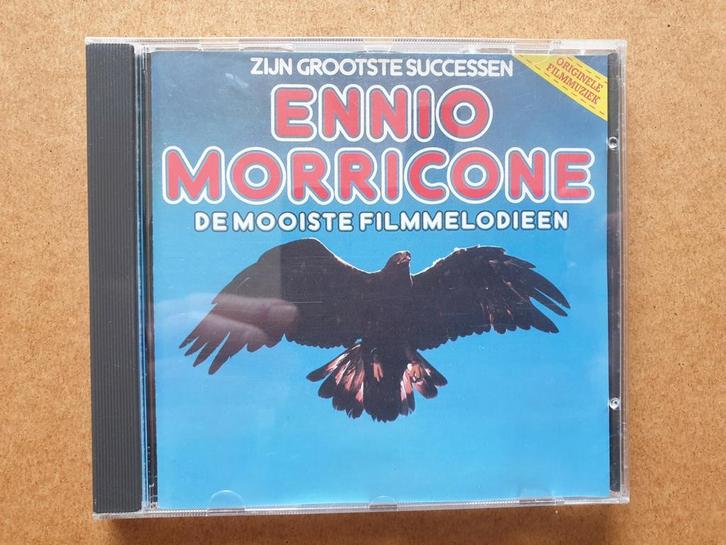 ZIJN GROOTSTE SUCCESSEN
ORIGINELE
FILMMUZIEK
ENNIO
MORRICONE
DE MOOISTE FILMMELODIEEN